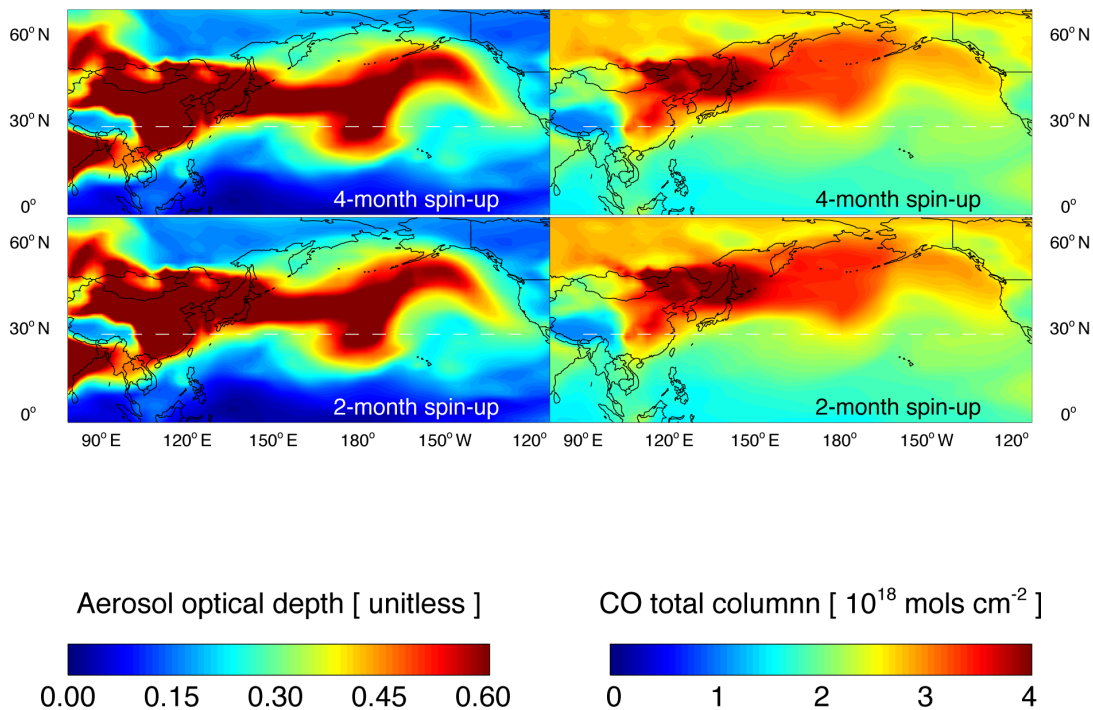 60° N
60° N
30° N
30° N
0°
4-month spin-up
4-month spin-up
0°
60° N
60° N
30° N
30° N
0°
2-month spin-up
2-month spin-up
0°
90° E 120° E 150° E 180° 150° W 120° 90° E 120° E 150° E 180° 150° W 120°
Aerosol optical depth [ unitless ]
CO total columnn [ 10¹⁸ mols cm⁻² ]
0.00 0.15 0.30 0.45 0.60
0 1 2 3 4